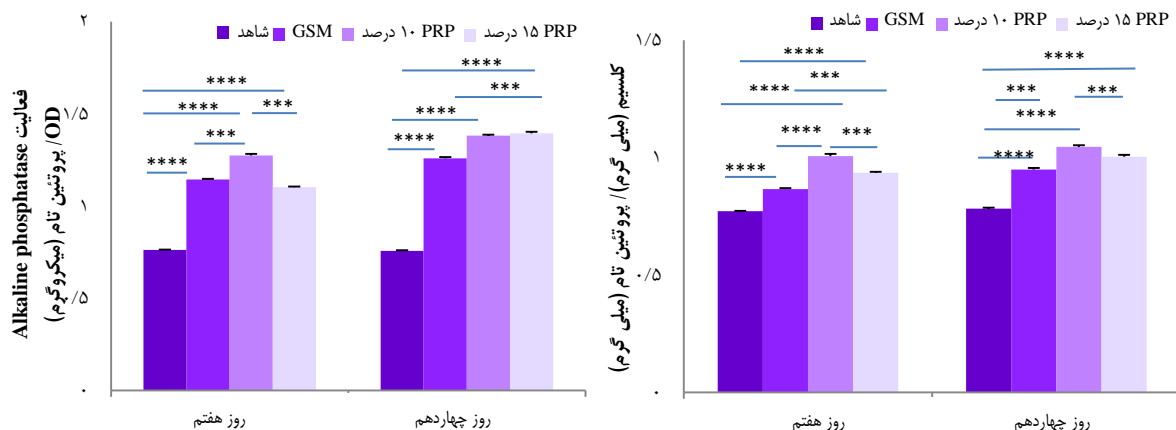 فعالیت Alkaline phosphatase
OD/ پروتئین تام (میکروگرم)
۲
۱/۵
۱
۰/۵
۰
شاهد
GSM
۱۰ PRP درصد
۱۵ PRP درصد
****
****
***
****
***
****
***
****
****
روز هفتم
روز چهاردهم
کلسیم (میلی گرم)/ پروتئین تام (میلی گرم)
۱/۵
۱
۰/۵
۰
شاهد
GSM
۱۰ PRP درصد
۱۵ PRP درصد
****
***
****
****
***
****
****
***
***
****
****
روز هفتم
روز چهاردهم